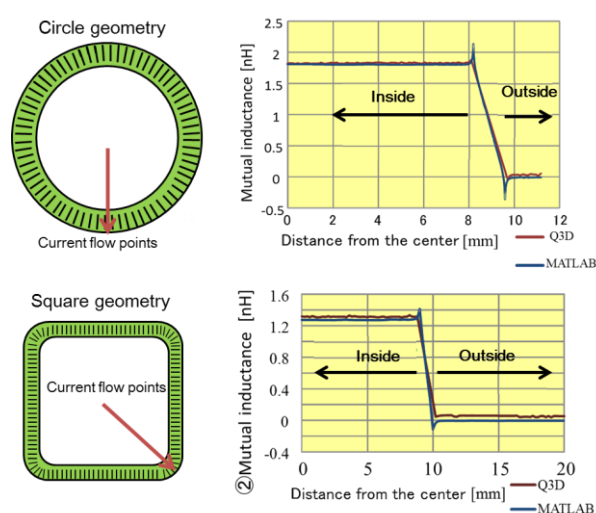 Circle geometry
Current flow points
Mutual inductance [nH]
2.5
2
1.5
1
0.5
0
-0.5
Inside
Outside
0 2 4 6 8 10 12
Distance from the center [mm]
Q3D
MATLAB
Square geometry
Current flow points
②Mutual inductance [nH]
1.6
1.2
0.8
0.4
0
-0.4
Inside
Outside
0 5 10 15 20
Distance from the center [mm]
Q3D
MATLAB